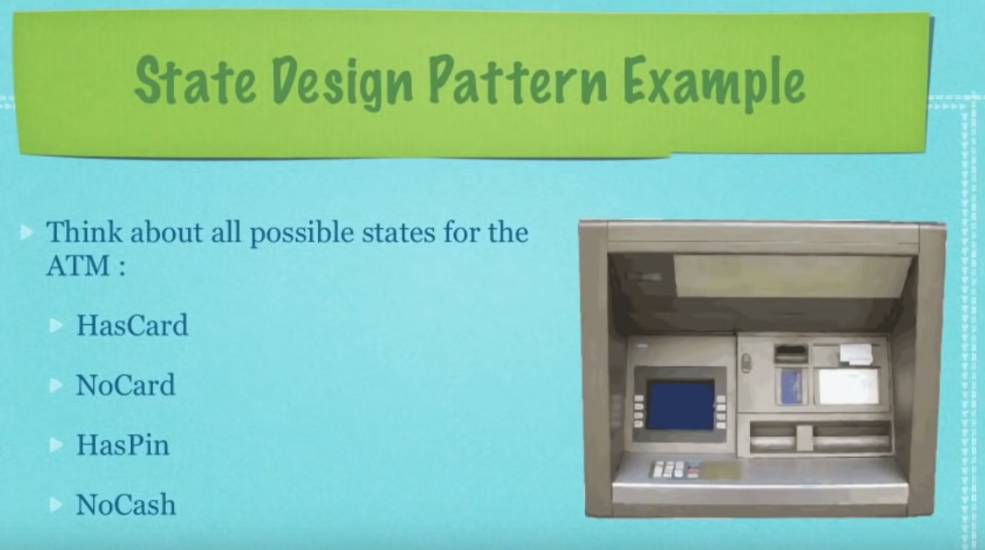 State Design Pattern Example
Think about all possible states for the
ATM :
HasCard
NoCard
HasPin
NoCash